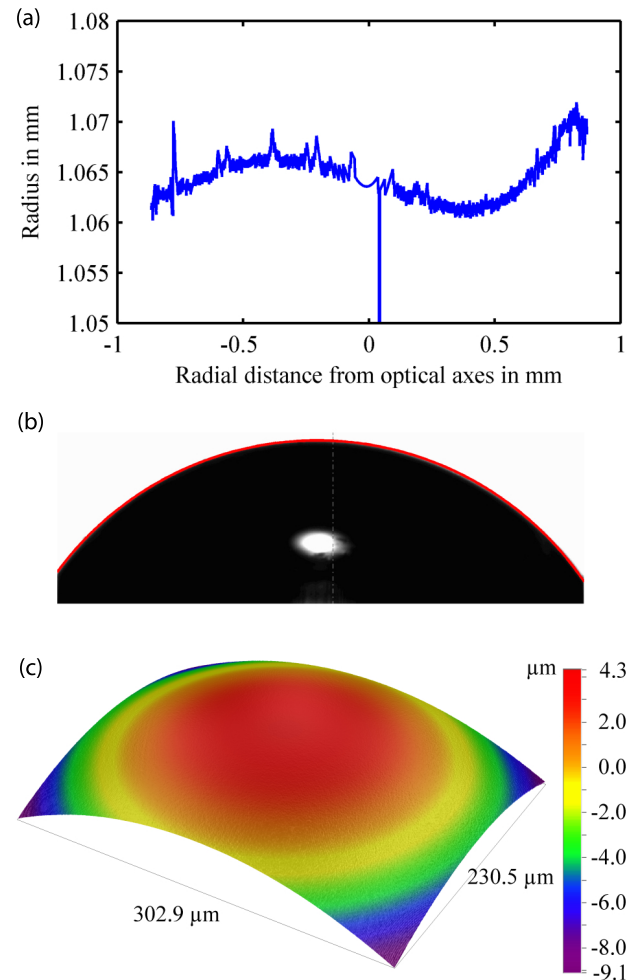 (a)
1.08
1.075
1.07
1.065
1.06
1.055
1.05
Radius in mm
-1
-0.5
0
0.5
1
Radial distance from optical axes in mm
(b)
(c)
µm
4.3
2.0
0.0
-2.0
-4.0
-6.0
-8.0
-9.1
230.5 µm
302.9 µm